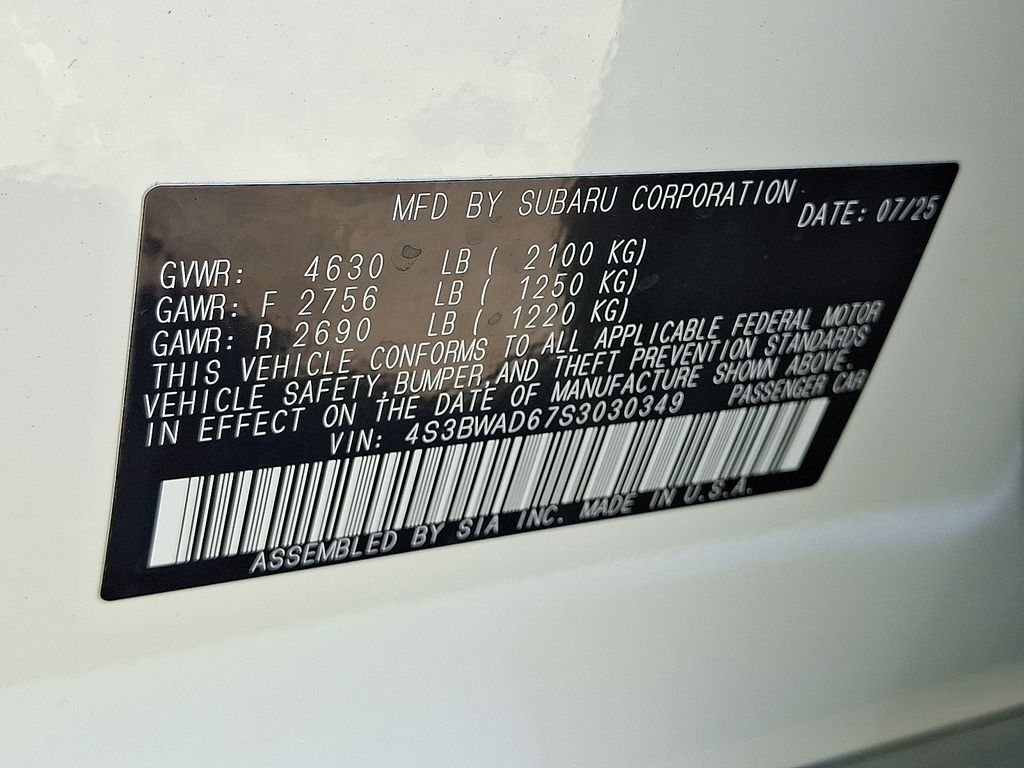 MFD BY SUBARU CORPORATION DATE: 07/25
GVWR: 4630 LB ( 2100 KG)
GAWR: F 2756 LB ( 1250 KG)
GAWR: R 2690 LB ( 1220 KG)
THIS VEHICLE CONFORMS TO ALL APPLICABLE FEDERAL MOTOR
VEHICLE SAFETY, BUMPER, AND THEFT PREVENTION STANDARDS
IN EFFECT ON THE DATE OF MANUFACTURE SHOWN ABOVE.
VIN: 4S3BWAD67S3030349 PASSENGER CAR
ASSEMBLED BY SIA INC. MADE IN U.S.A.